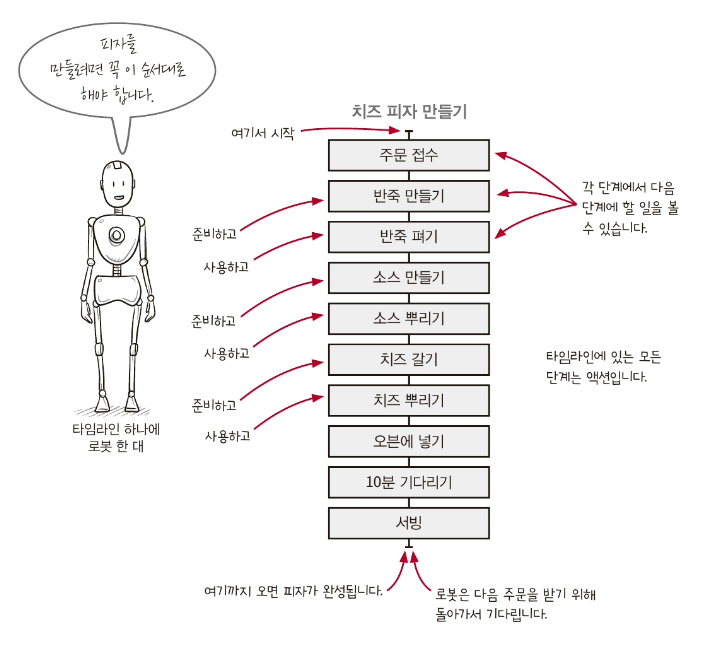 피자를
만들려면 꼭 이 순서대로
해야 합니다.
치즈 피자 만들기
여기서 시작
주문 접수
반죽 만들기
반죽 펴기
소스 만들기
소스 뿌리기
치즈 갈기
치즈 뿌리기
오븐에 넣기
10분 기다리기
서빙
준비하고
사용하고
준비하고
사용하고
준비하고
사용하고
각 단계에서 다음
단계에 할 일을 볼
수 있습니다.
타임라인에 있는 모든
단계는 액션입니다.
타임라인 하나에
로봇 한 대
여기까지 오면 피자가 완성됩니다.
로봇은 다음 주문을 받기 위해
돌아가서 기다립니다.